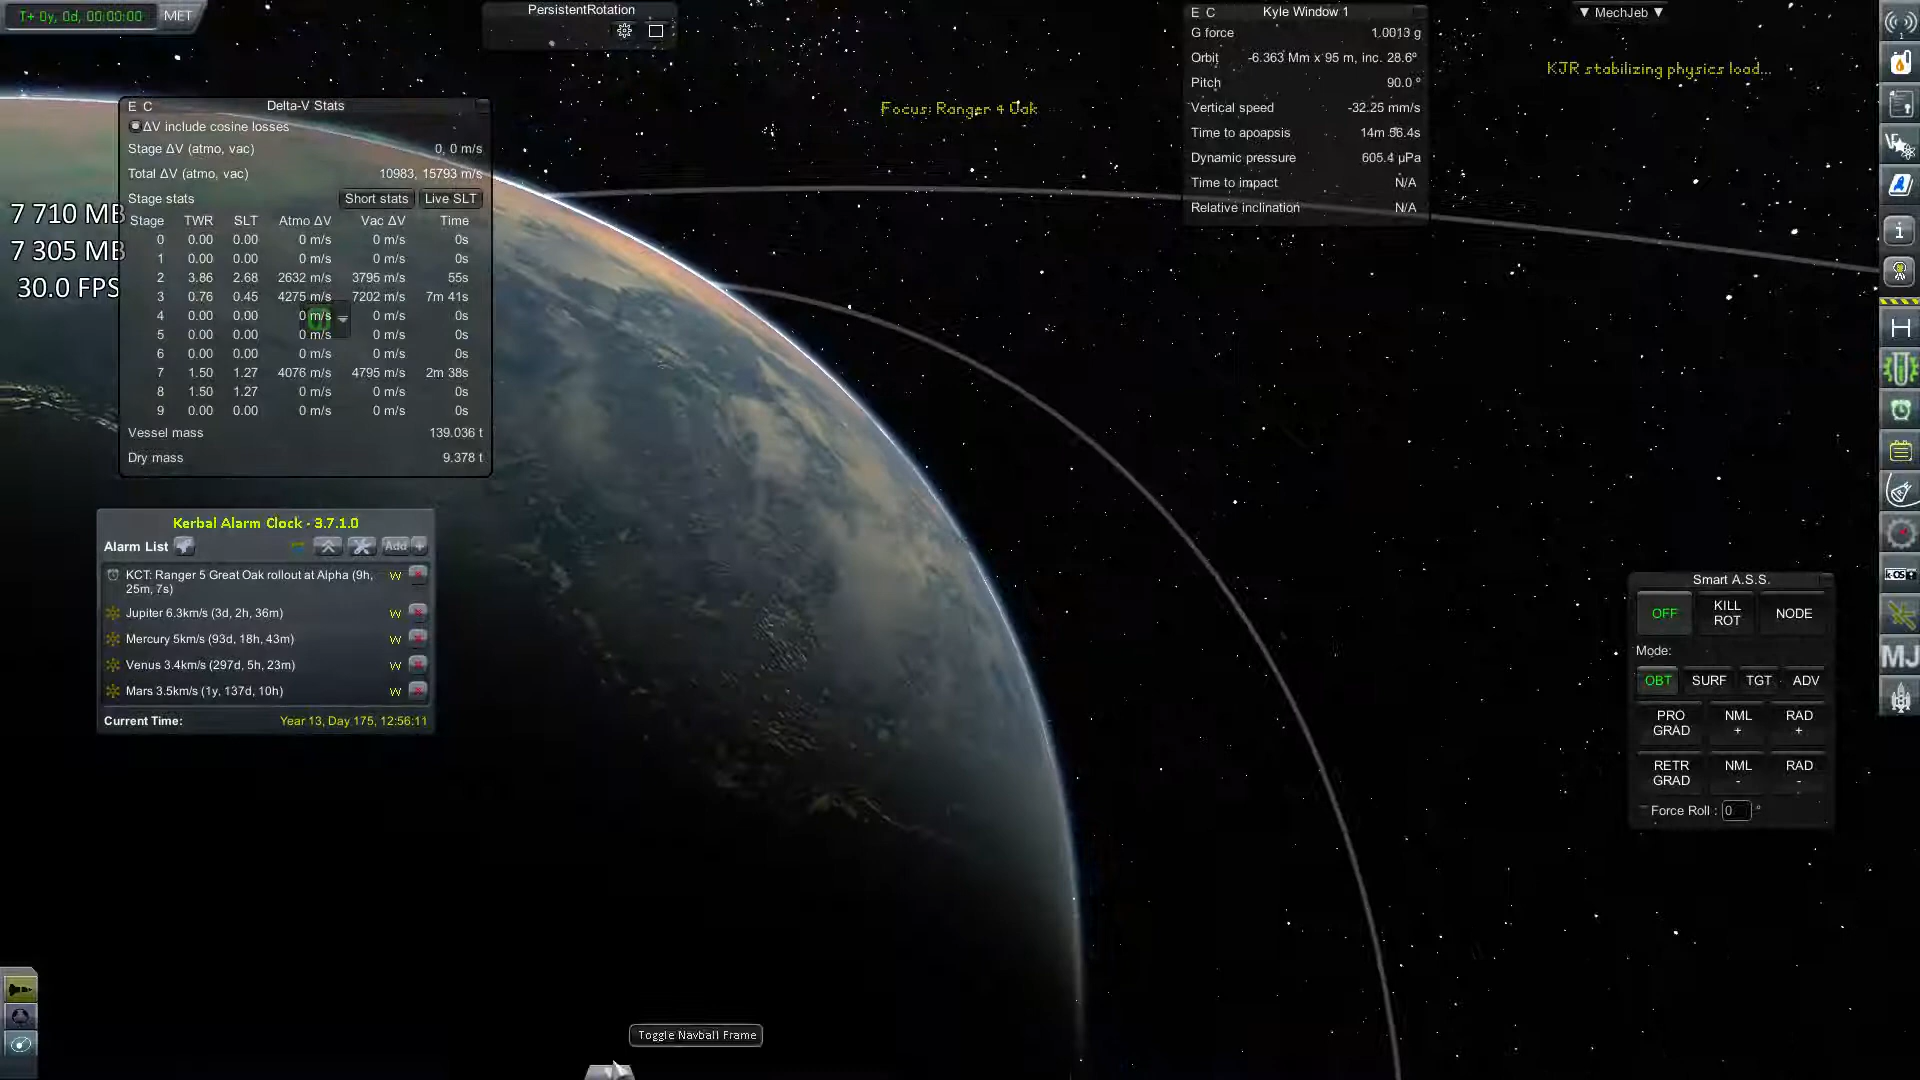 T+ 0y, 0d, 00:00:00 MET
PersistentRotation
E C Kyle Window 1
G force 1.0013 g
Orbit -6.363 Mm x 95 m, inc. 28.6º
Pitch 90.0 º
Vertical speed -32.25 mm/s
Time to apoapsis 14m 56.4s
Dynamic pressure 605.4 µPa
Time to impact N/A
Relative inclination N/A
▼ MechJeb ▼
KJR stabilizing physics load...
Focus: Ranger 4 Oak
7 710 MB
7 305 MB
30.0 FPS
E C Delta-V Stats
ΔV include cosine losses
Stage ΔV (atmo, vac) 0, 0 m/s
Total ΔV (atmo, vac) 10983, 15793 m/s
Stage stats Short stats Live SLT
Stage TWR SLT Atmo ΔV Vac ΔV Time
0 0.00 0.00 0 m/s 0 m/s 0s
1 0.00 0.00 0 m/s 0 m/s 0s
2 3.86 2.68 2632 m/s 3795 m/s 55s
3 0.76 0.45 4275 m/s 7202 m/s 7m 41s
4 0.00 0.00 0 m/s 0 m/s 0s
5 0.00 0.00 0 m/s 0 m/s 0s
6 0.00 0.00 0 m/s 0 m/s 0s
7 1.50 1.27 4076 m/s 4795 m/s 2m 38s
8 1.50 1.27 0 m/s 0 m/s 0s
9 0.00 0.00 0 m/s 0 m/s 0s
Vessel mass 139.036 t
Dry mass 9.378 t
Kerbal Alarm Clock - 3.7.1.0
Alarm List Add +
KCT: Ranger 5 Great Oak rollout at Alpha (9h, W
25m, 7s)
Jupiter 6.3km/s (3d, 2h, 36m) W
Mercury 5km/s (93d, 18h, 43m) W
Venus 3.4km/s (297d, 5h, 23m) W
Mars 3.5km/s (1y, 137d, 10h) W
Current Time: Year 13, Day 175, 12:56:11
Smart A.S.S.
OFF KILL ROT NODE
Mode:
OBT SURF TGT ADV
PRO GRAD NML + RAD +
RETR GRAD NML - RAD -
Force Roll : 0 °
kOS
MJ
Toggle Navball Frame